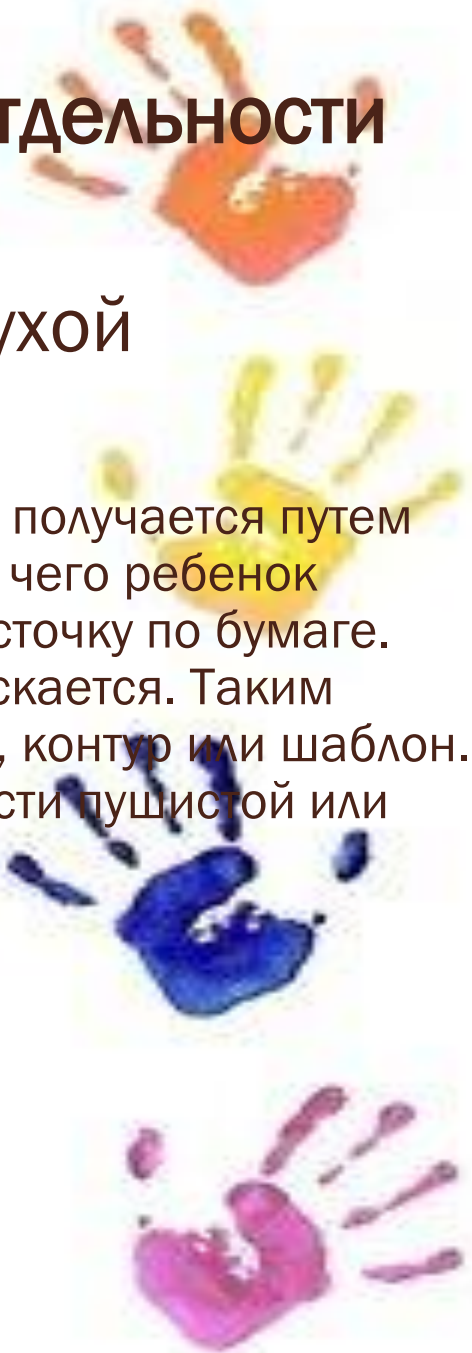 тдельности
ухой
получается путем
чего ребенок
сточку по бумаге.
скается. Таким
, контур или шаблон.
сти пушистой или